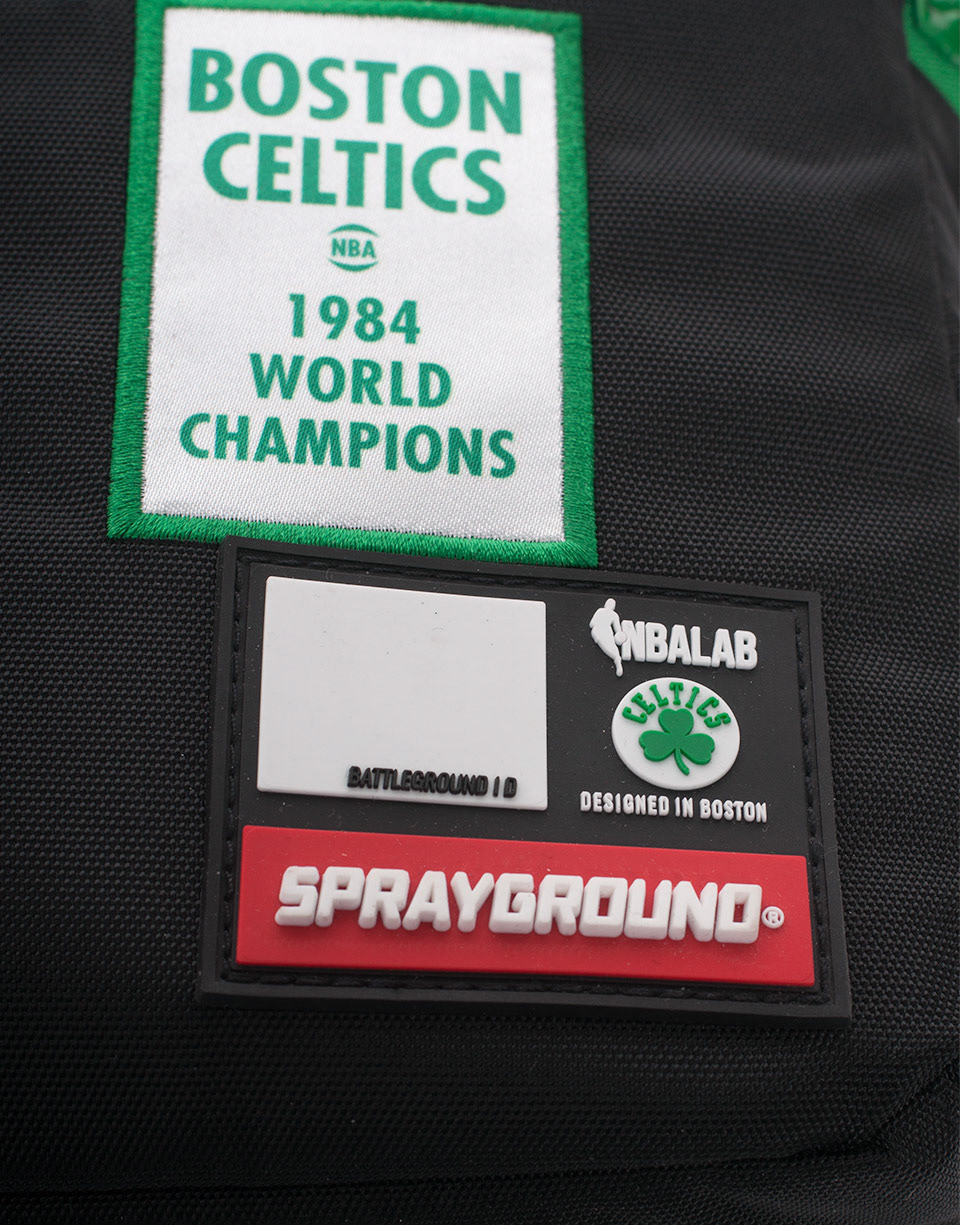 BOSTON
CELTICS
NBA
1984
WORLD
CHAMPIONS
NBALAB
CELTICS
BATTLEGROUND I D
DESIGNED IN BOSTON
SPRAYGROUND®